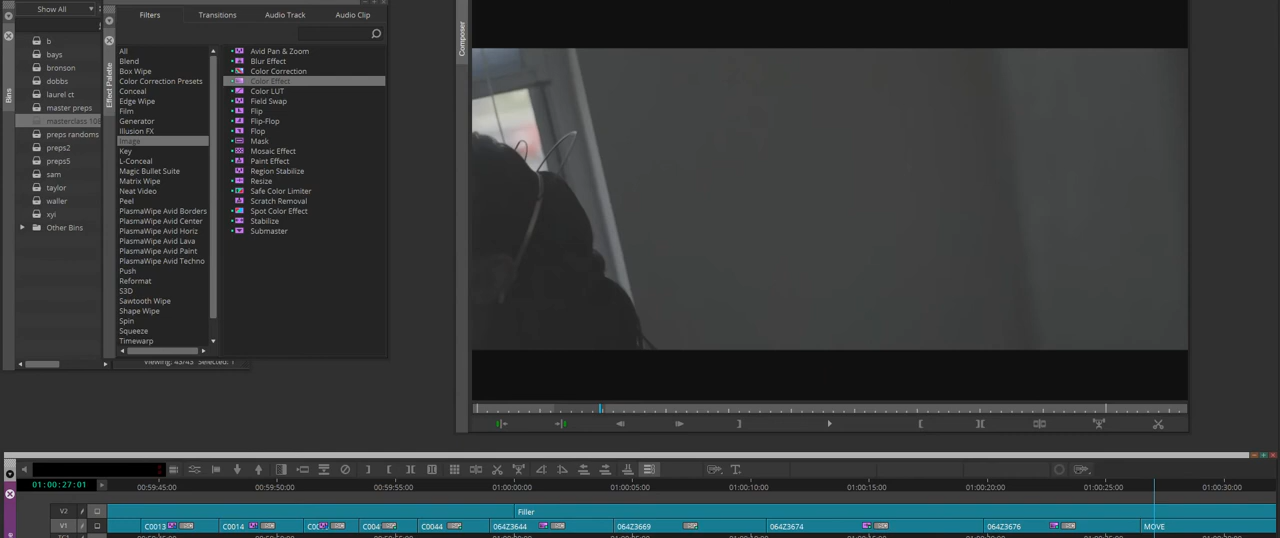 Show All
Bins
b
bays
bronson
dobbs
laurel ct
master preps
masterclass 108
preps randoms
preps2
preps5
sam
taylor
waller
xyi
Other Bins
Effect Palette
Filters
Transitions
Audio Track
Audio Clip
All
Blend
Box Wipe
Color Correction Presets
Conceal
Edge Wipe
Film
Generator
Illusion FX
Image
Key
L-Conceal
Magic Bullet Suite
Matrix Wipe
Neat Video
Peel
PlasmaWipe Avid Borders
PlasmaWipe Avid Center
PlasmaWipe Avid Horiz
PlasmaWipe Avid Lava
PlasmaWipe Avid Paint
PlasmaWipe Avid Techno
Push
Reformat
S3D
Sawtooth Wipe
Shape Wipe
Spin
Squeeze
Timewarp
Avid Pan & Zoom
Blur Effect
Color Correction
Color Effect
Color LUT
Field Swap
Flip
Flip-Flop
Flop
Mask
Mosaic Effect
Paint Effect
Region Stabilize
Resize
Safe Color Limiter
Scratch Removal
Spot Color Effect
Stabilize
Submaster
Viewing: 43/43 Selected: 1
Composer
01:00:27:01
00:59:45:00
00:59:50:00
00:59:55:00
01:00:00:00
01:00:05:00
01:00:10:00
01:00:15:00
01:00:20:00
01:00:25:00
01:00:30:00
V2
Filler
V1
C0013
C0014
C0044
064Z3644
064Z3669
064Z3674
064Z3676
MOVE